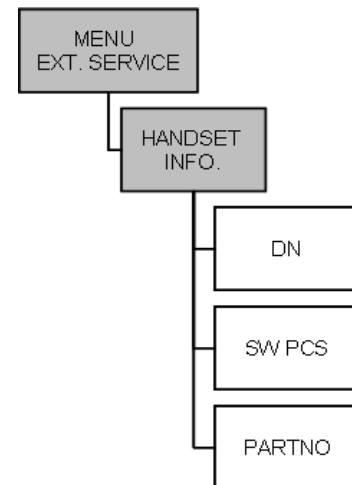 MENU
EXT. SERVICE
HANDSET
INFO.
DN
SW PCS
PARTNO